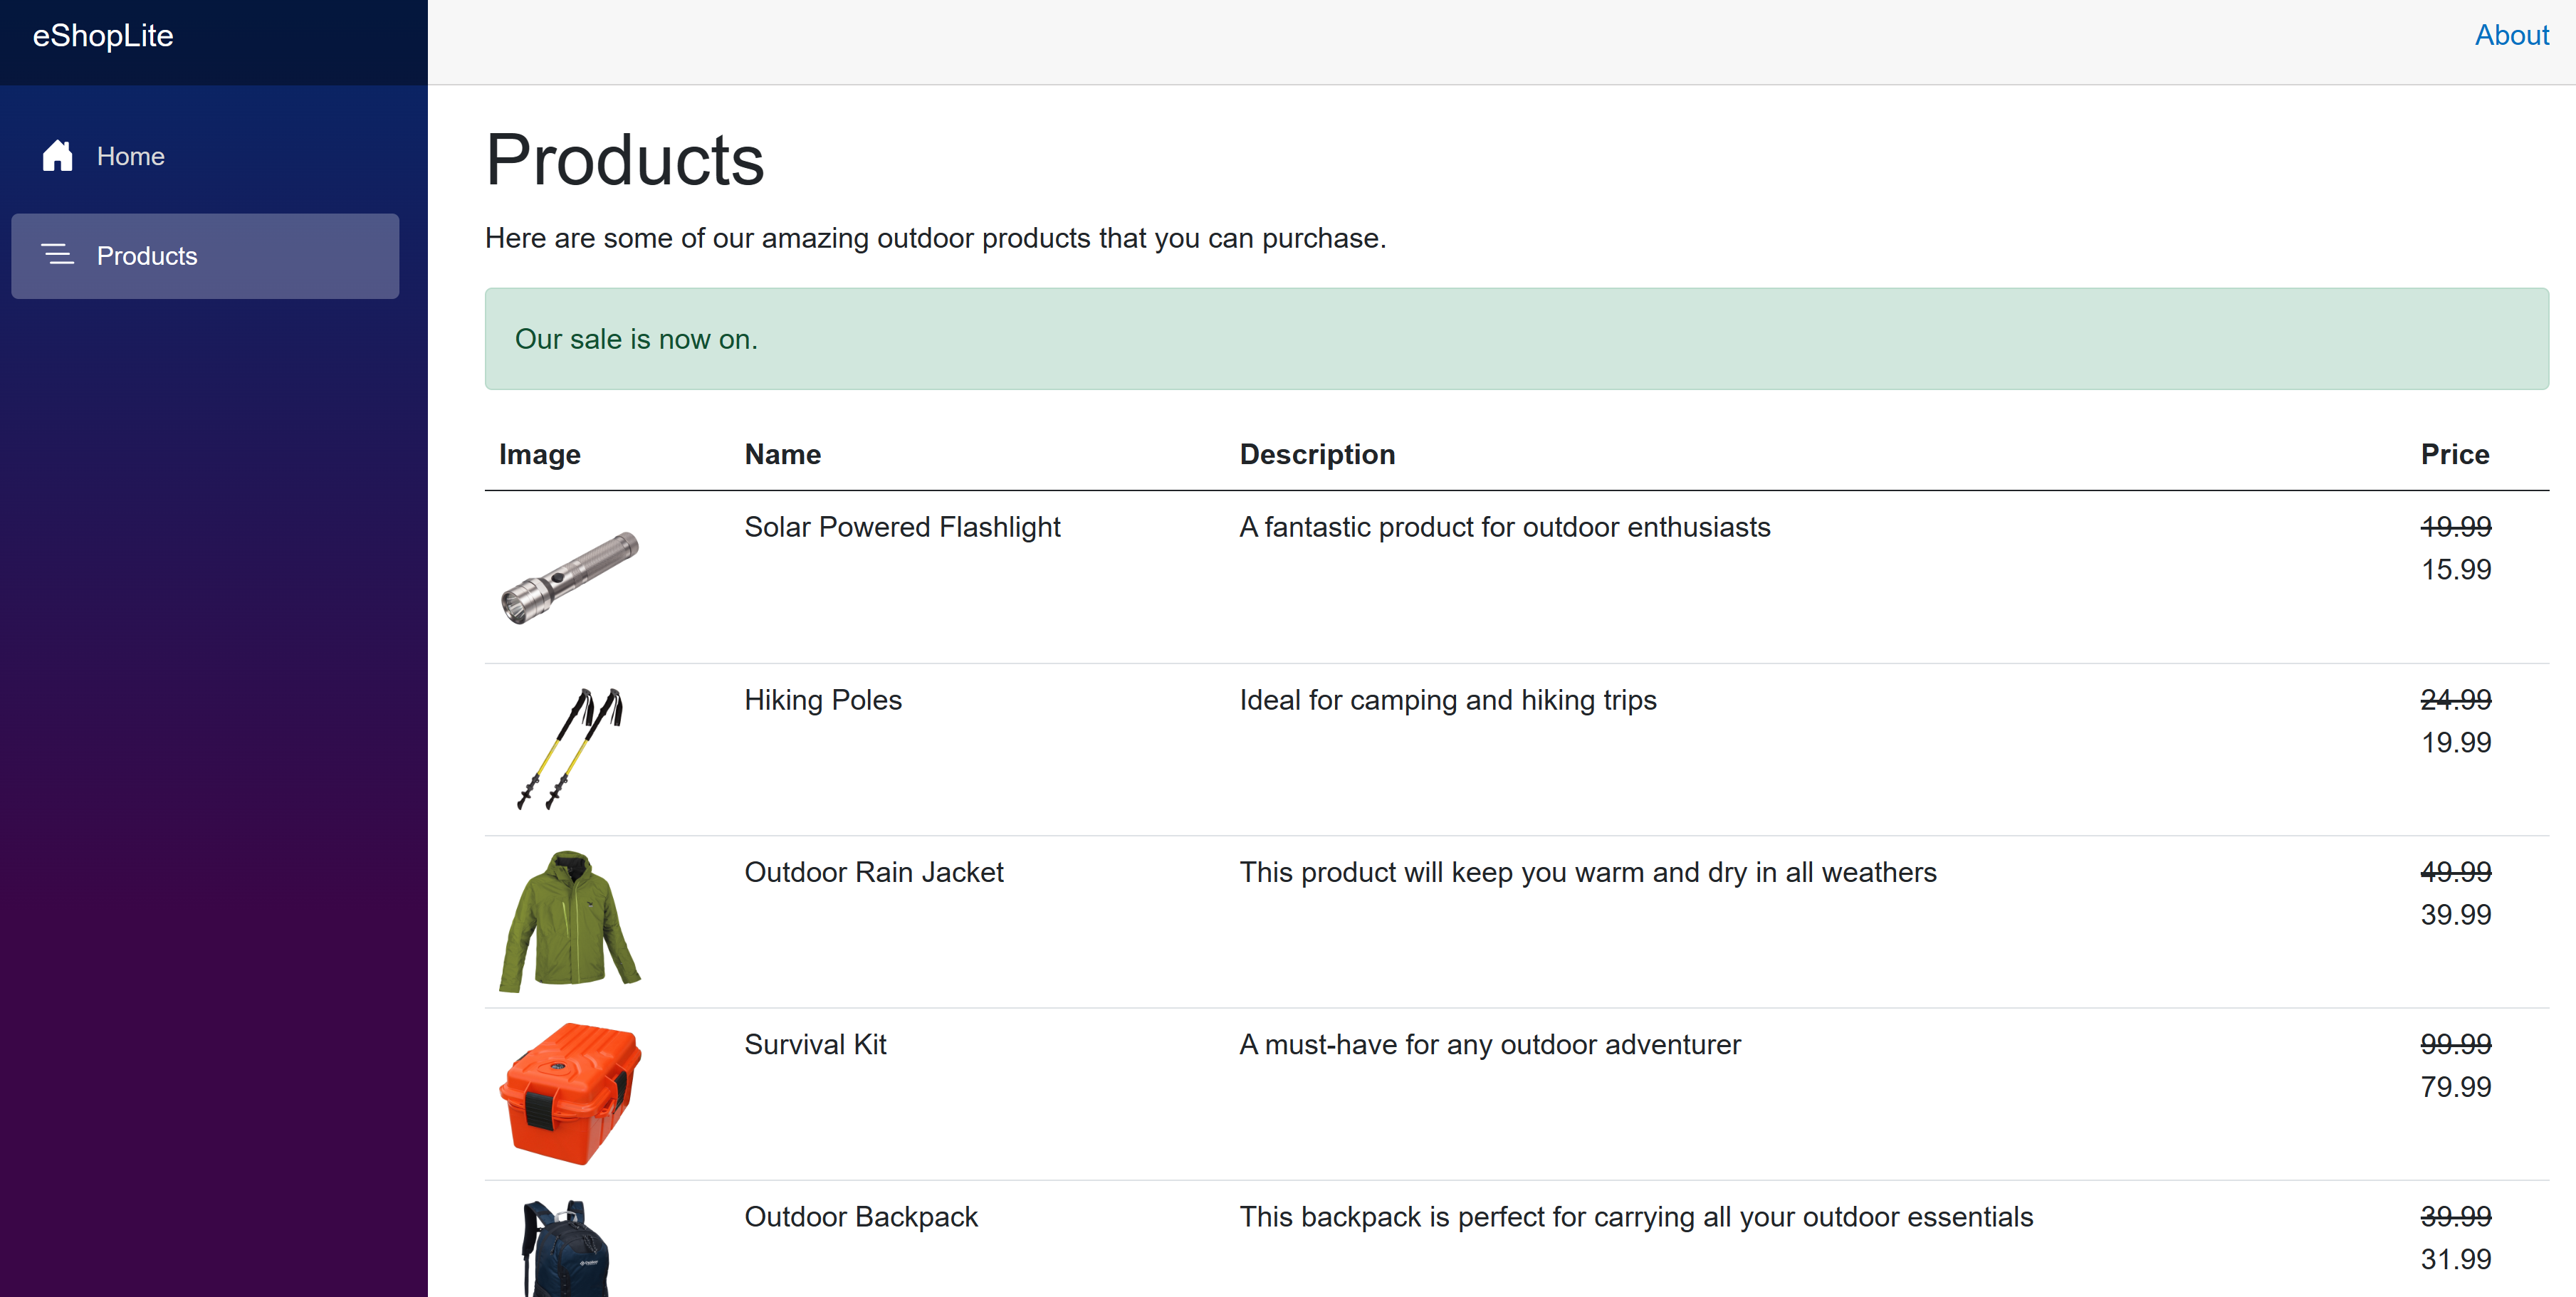 eShopLite
About
Home
Products
Products
Here are some of our amazing outdoor products that you can purchase.
Our sale is now on.
Image Name Description Price
Solar Powered Flashlight A fantastic product for outdoor enthusiasts 19.99
15.99
Hiking Poles Ideal for camping and hiking trips 24.99
19.99
Outdoor Rain Jacket This product will keep you warm and dry in all weathers 49.99
39.99
Survival Kit A must-have for any outdoor adventurer 99.99
79.99
Outdoor Backpack This backpack is perfect for carrying all your outdoor essentials 39.99
31.99